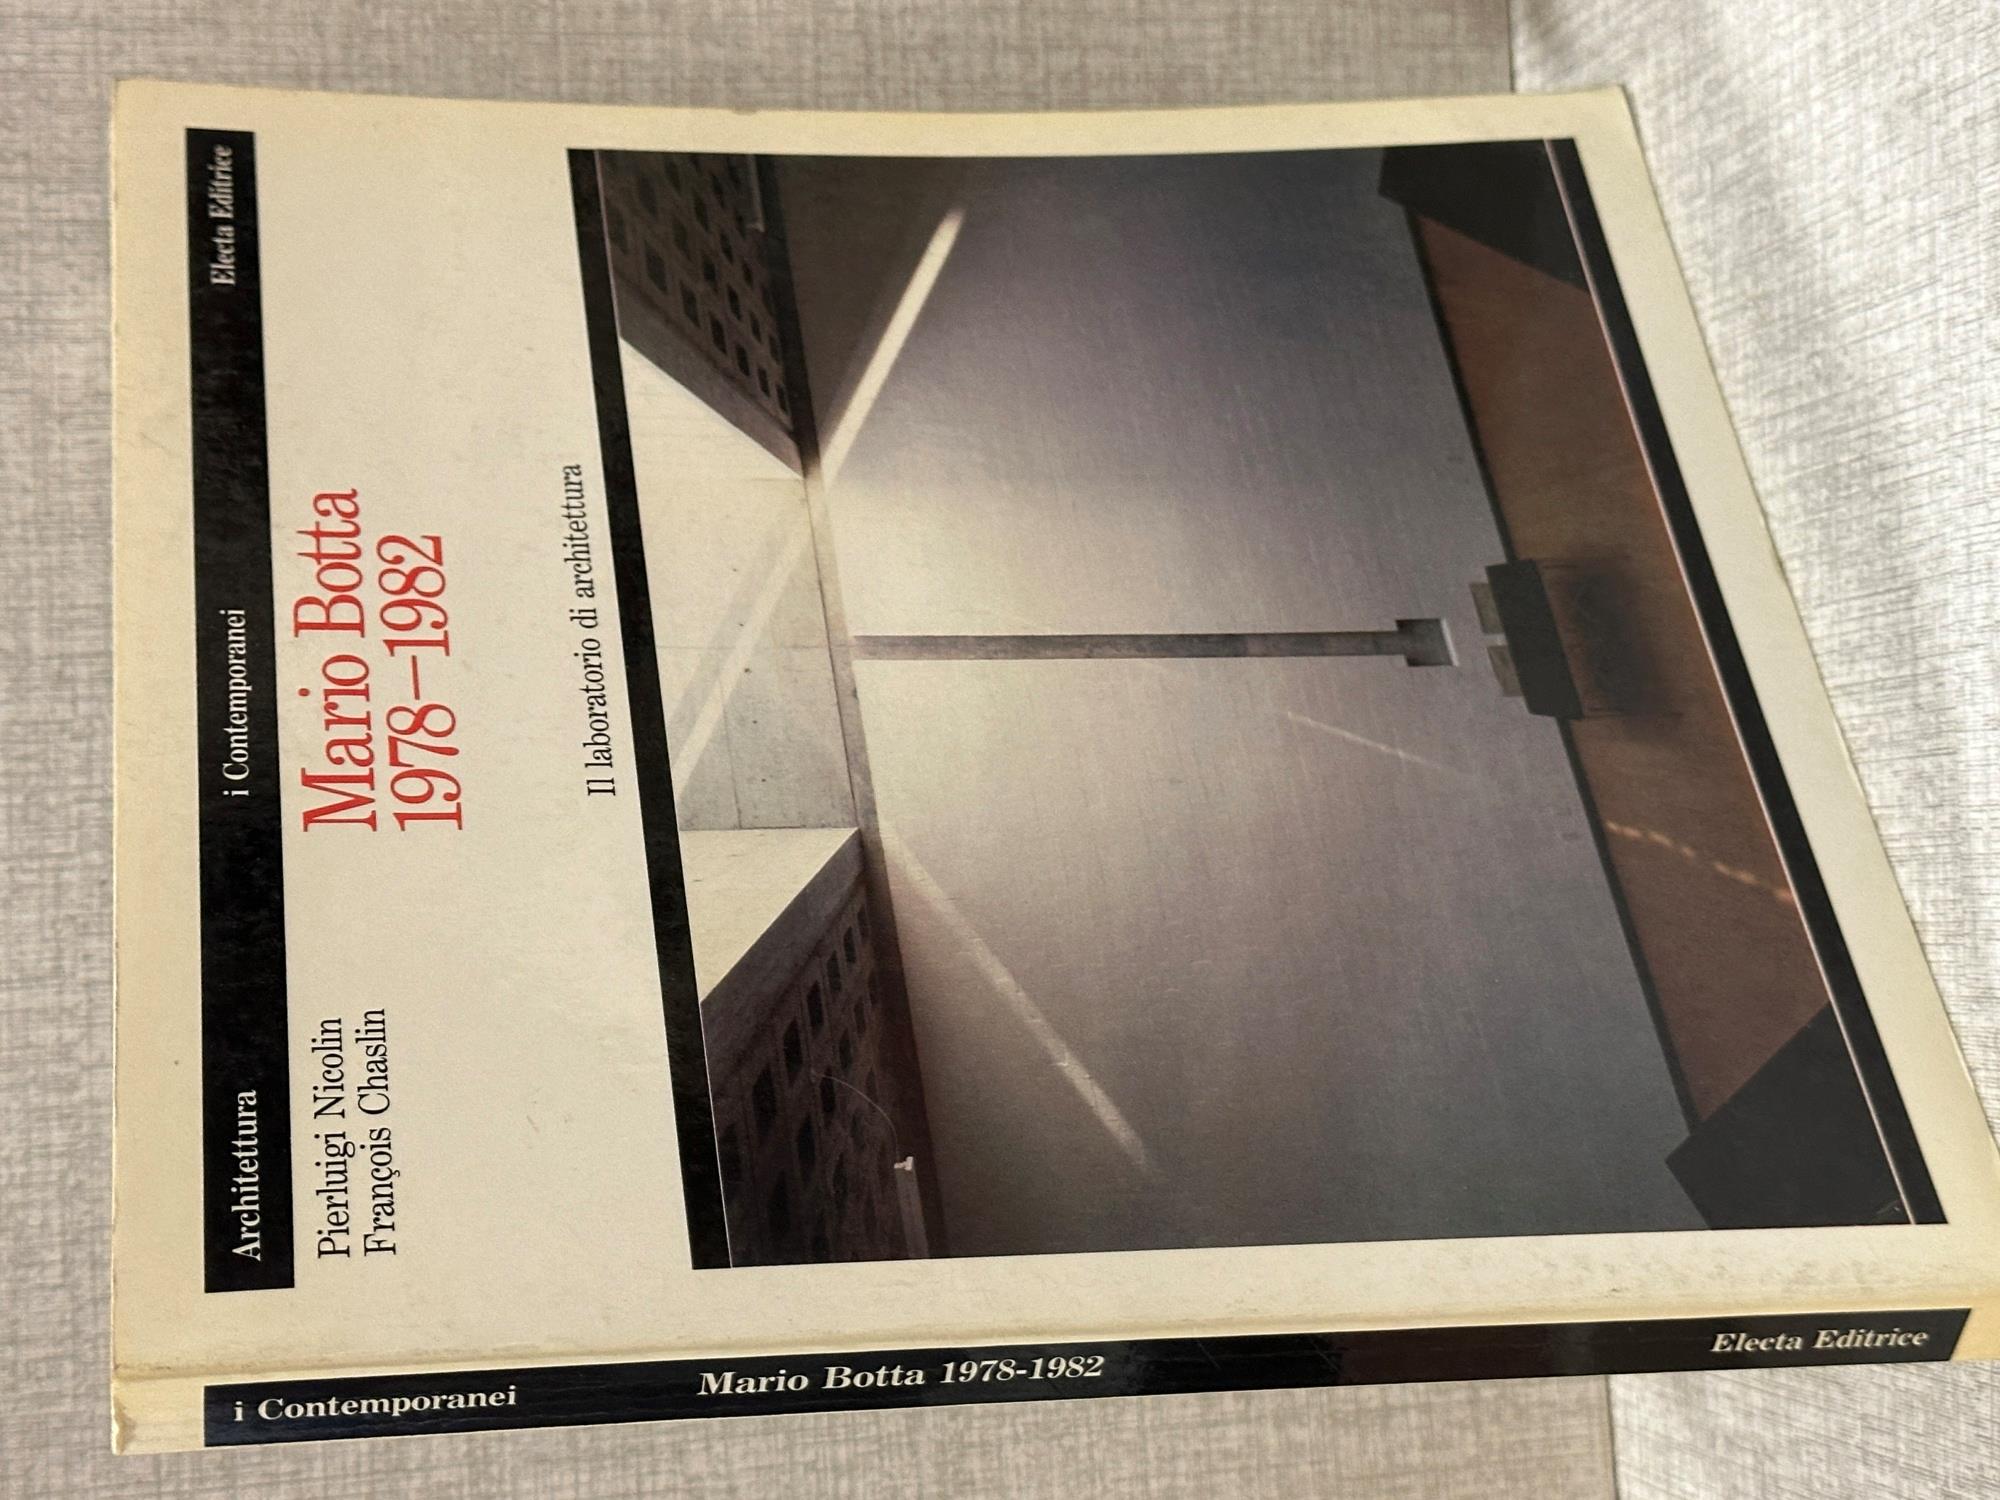 Architettura
i Contemporanei
Electa Editrice
Pierluigi Nicolin
François Chaslin
Mario Botta
1978–1982
Il laboratorio di architettura
i Contemporanei
Mario Botta 1978-1982
Electa Editrice